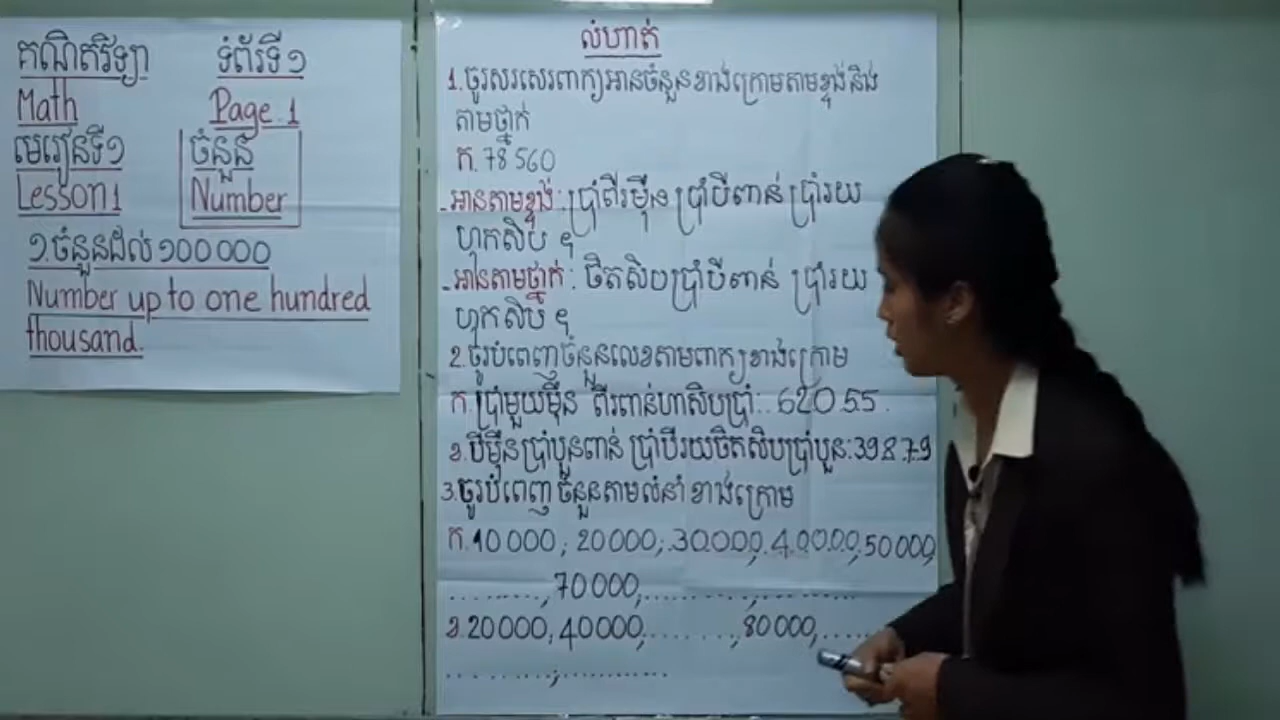 គណិតវិទ្យា ទំព័រទី១
Math Page 1
មេរៀនទី១ ចំនួន
Lesson 1 Number
១.ចំនួនដល់ ១០០ ០០០
Number up to one hundred
thousand.
លំហាត់
1.ចូរសរសេរពាក្យអានចំនួនខាងក្រោមតាមខ្ទង់ និង
តាមថ្នាក់
ក. 78 560
-អានតាមខ្ទង់ : ប្រាំពីរម៉ឺន ប្រាំបីពាន់ ប្រាំរយ
ហុកសិប ។
-អានតាមថ្នាក់ : ចិតសិបប្រាំបីពាន់ ប្រាំរយ
ហុកសិប ។
2.ចូរបំពេញចំនួនលេខតាមពាក្យខាងក្រោម
ក.ប្រាំមួយម៉ឺន ពីរពាន់ហាសិបប្រាំ: 62055.
ខ.បីម៉ឺនប្រាំបួនពាន់ ប្រាំបីរយចិតសិបប្រាំបួន:39879
3.ចូរបំពេញ ចំនួនតាមលំនាំ ខាងក្រោម
ក.10 000 ; 20 000; 30000, 40000, 50 000,
........, 70 000, .........., ..........
ខ.20 000, 40 000, ........, 80 000, .....
.........., ..........